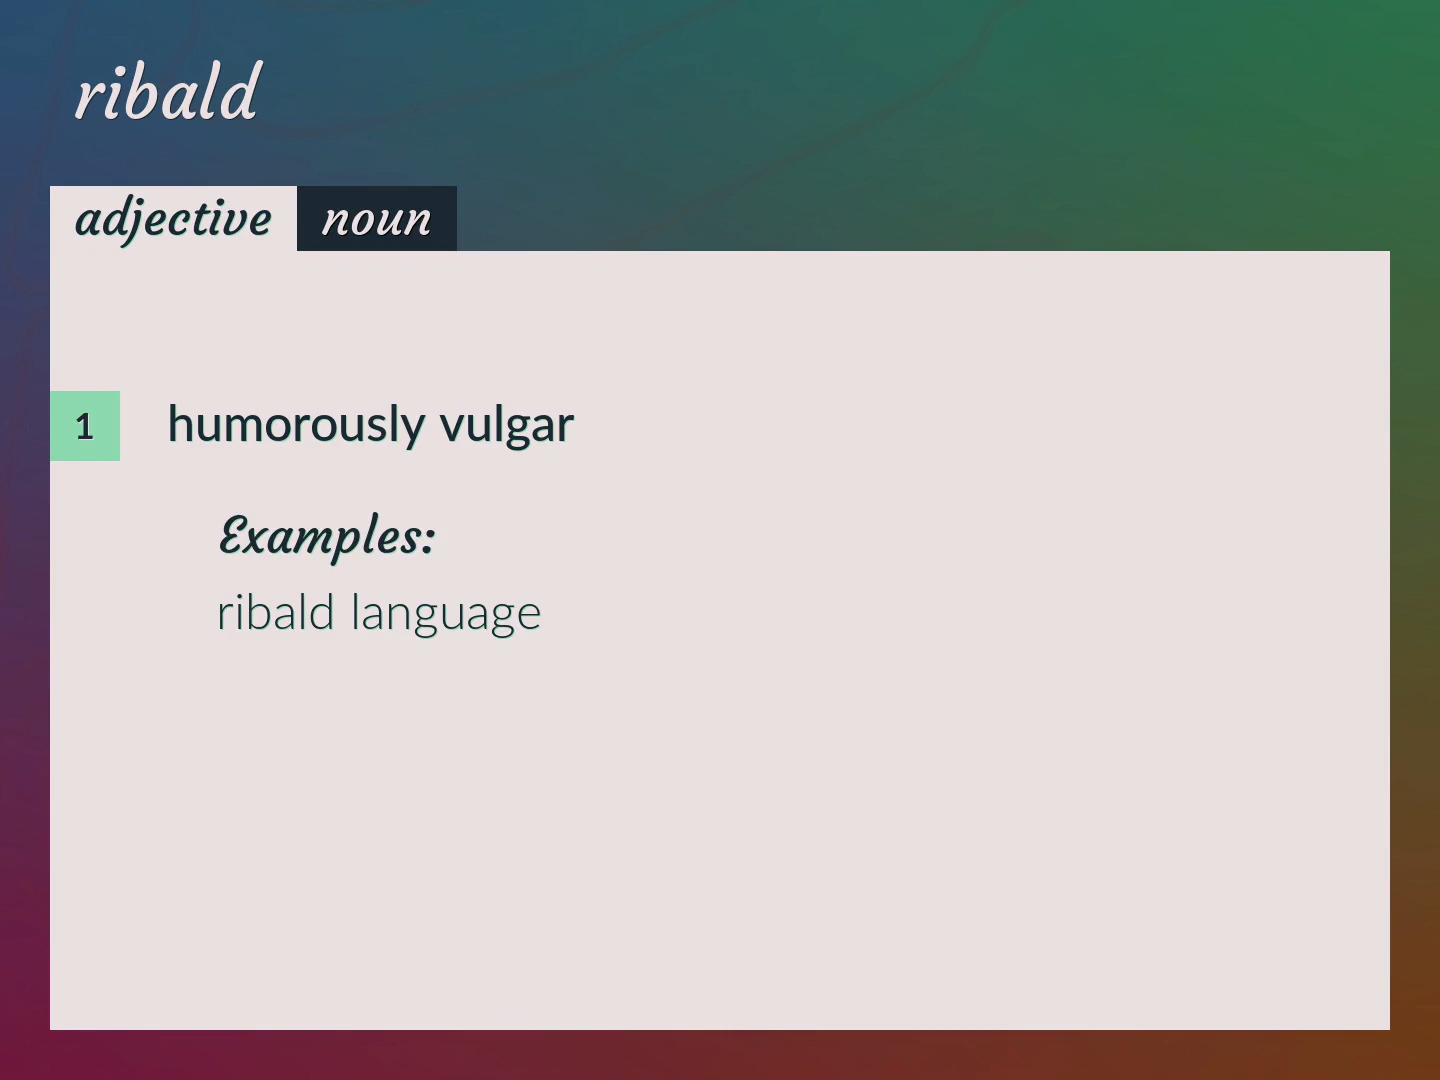 ribald
adjective noun
1 humorously vulgar
Examples:
ribald language